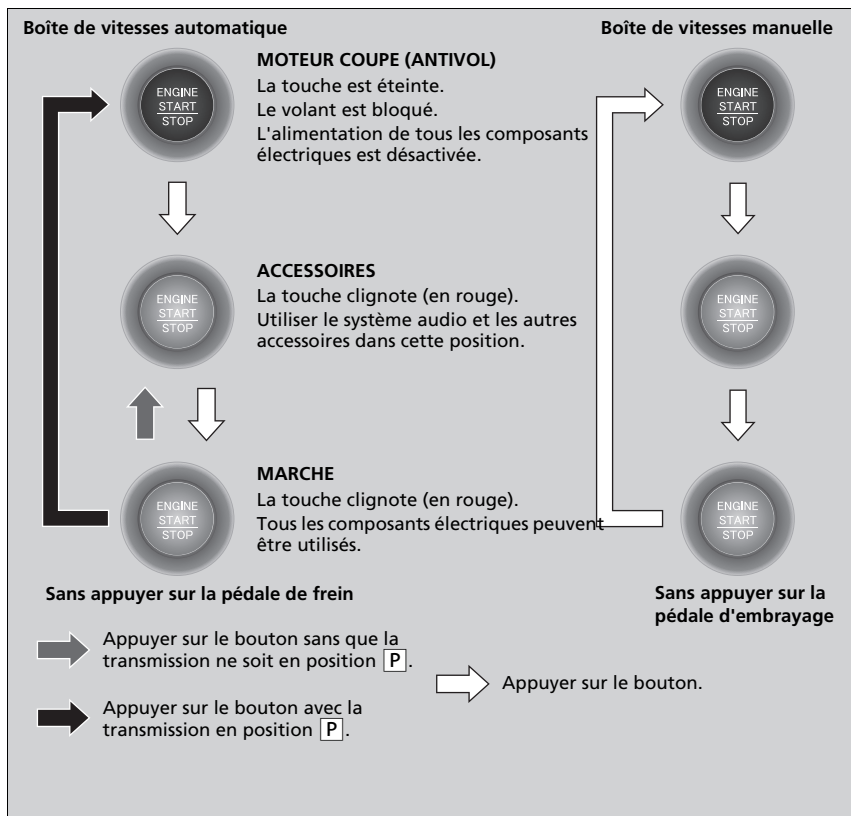 Boîte de vitesses automatique
Boîte de vitesses manuelle
ENGINE
START
STOP
MOTEUR COUPE (ANTIVOL)
La touche est éteinte.
Le volant est bloqué.
L'alimentation de tous les composants
électriques est désactivée.
ENGINE
START
STOP
ENGINE
START
STOP
ACCESSOIRES
La touche clignote (en rouge).
Utiliser le système audio et les autres
accessoires dans cette position.
ENGINE
START
STOP
ENGINE
START
STOP
MARCHE
La touche clignote (en rouge).
Tous les composants électriques peuvent
être utilisés.
ENGINE
START
STOP
Sans appuyer sur la pédale de frein
Sans appuyer sur la
pédale d'embrayage
Appuyer sur le bouton sans que la
transmission ne soit en position P.
Appuyer sur le bouton.
Appuyer sur le bouton avec la
transmission en position P.